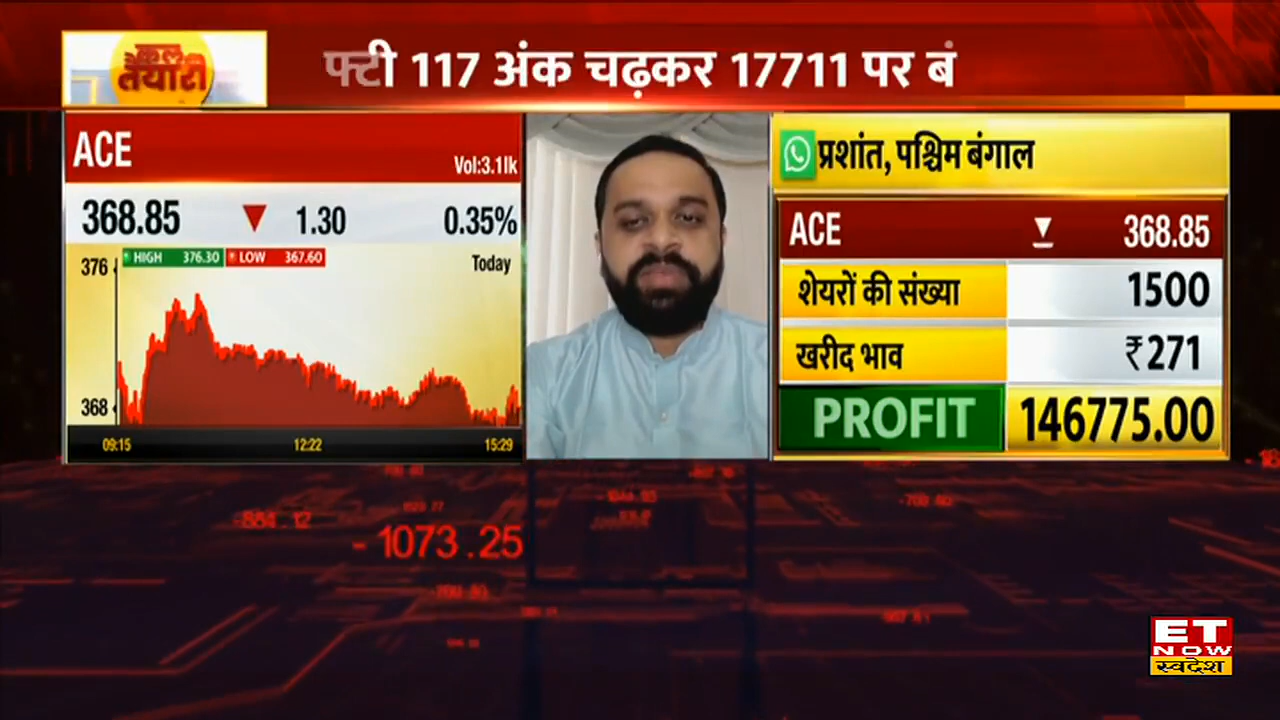 कल की तैयारी
फ्टी 117 अंक चढ़कर 17711 पर बं
ACE
Vol:3.1lk
368.85 ▼ 1.30 0.35%
HIGH 376.30 LOW 367.60
Today
376
368
09:15 12:22 15:29
प्रशांत, पश्चिम बंगाल
ACE 368.85
शेयरों की संख्या 1500
खरीद भाव ₹271
PROFIT 146775.00
-1073.25
ET
NOW
स्वदेश